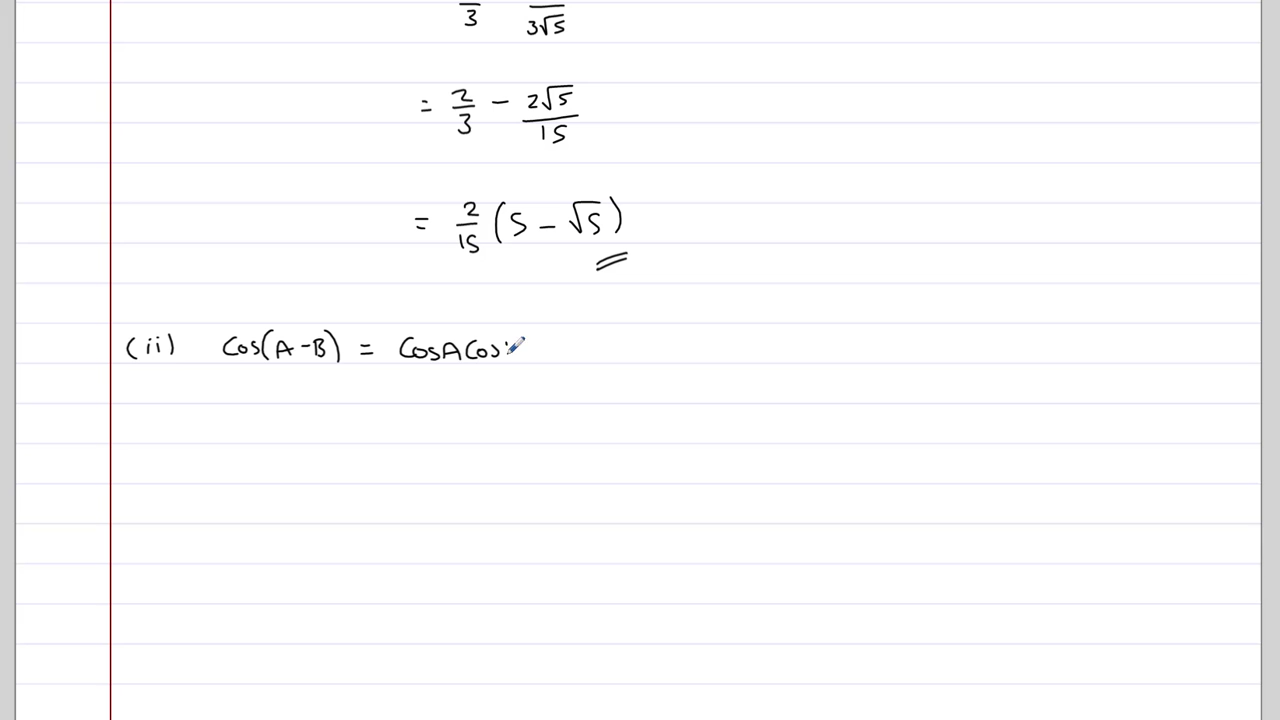 3 3√5
= 2/3 - 2√5/15
= 2/15 (5 - √5)
(ii) Cos(A-B) = CosACos